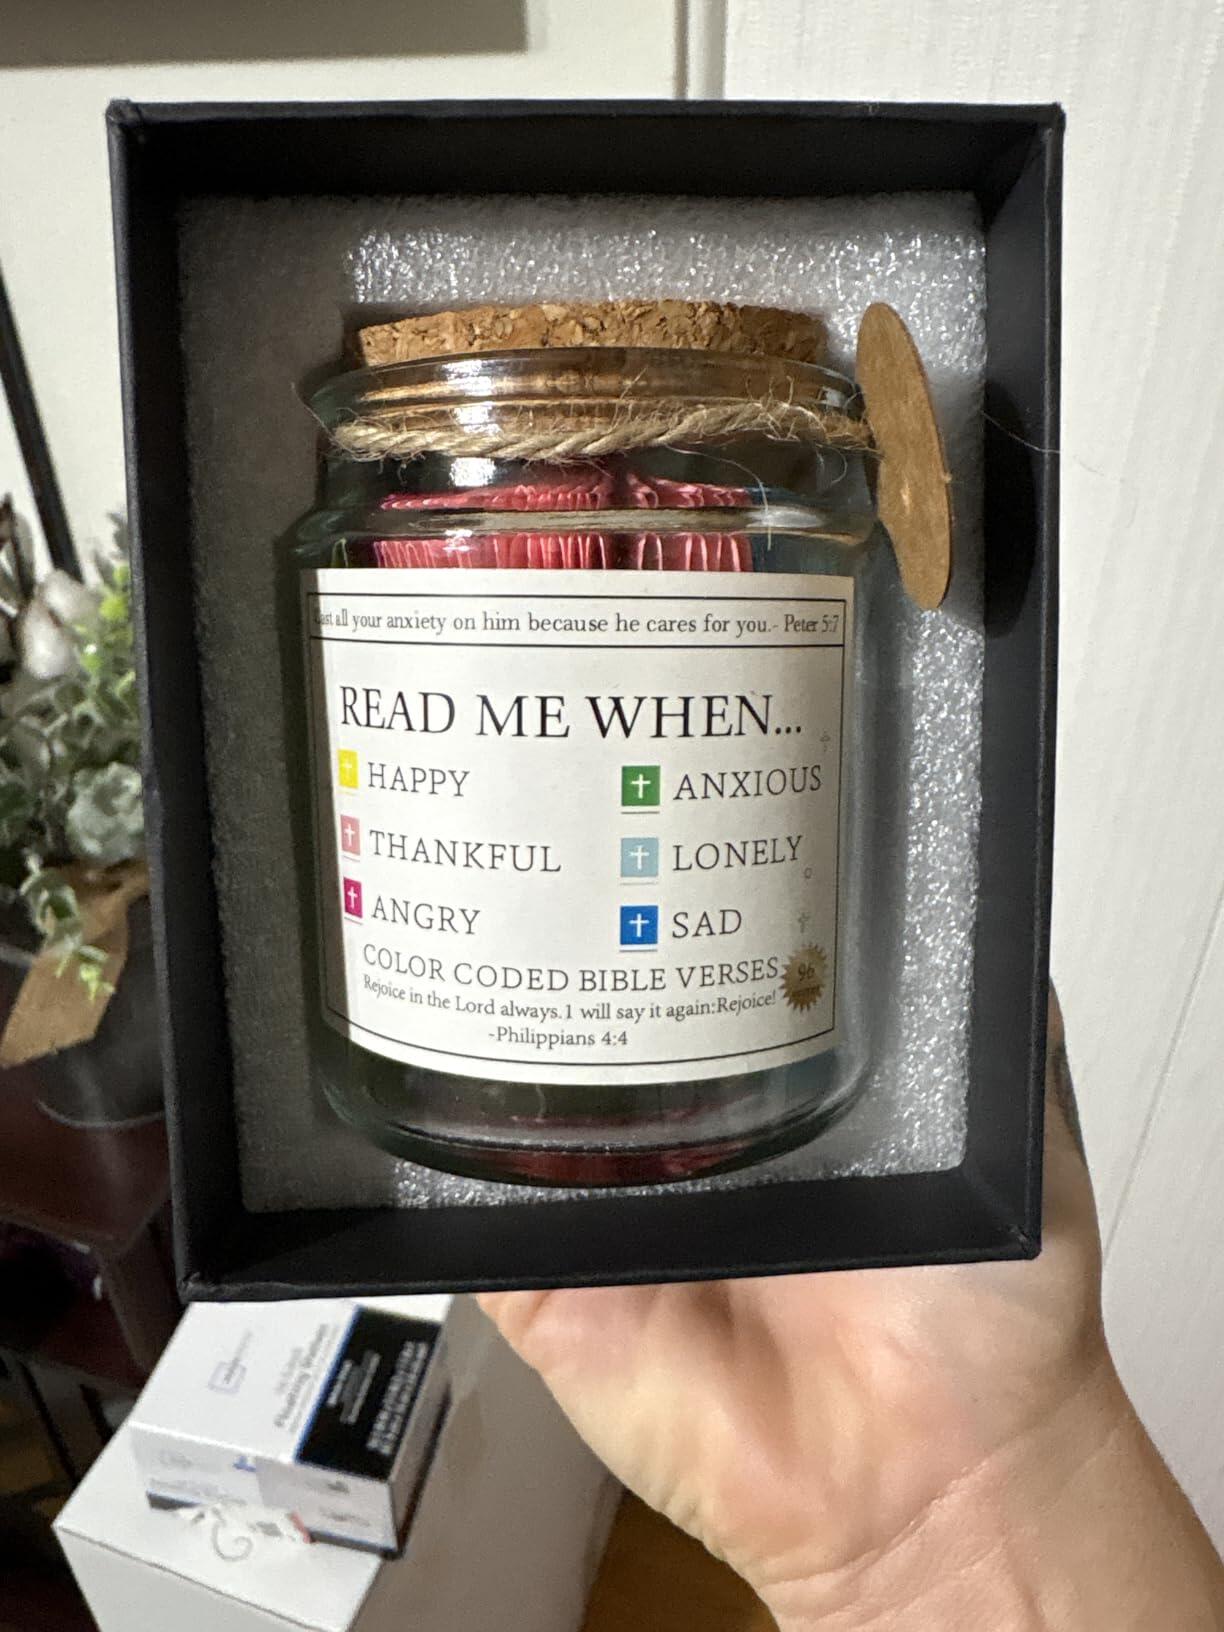 all your anxiety on him because he cares for you.- Peter 5:7
READ ME WHEN...
HAPPY
ANXIOUS
THANKFUL
LONELY
ANGRY
SAD
COLOR CODED BIBLE VERSES
96
Rejoice in the Lord always.I will say it again:Rejoice!
-Philippians 4:4